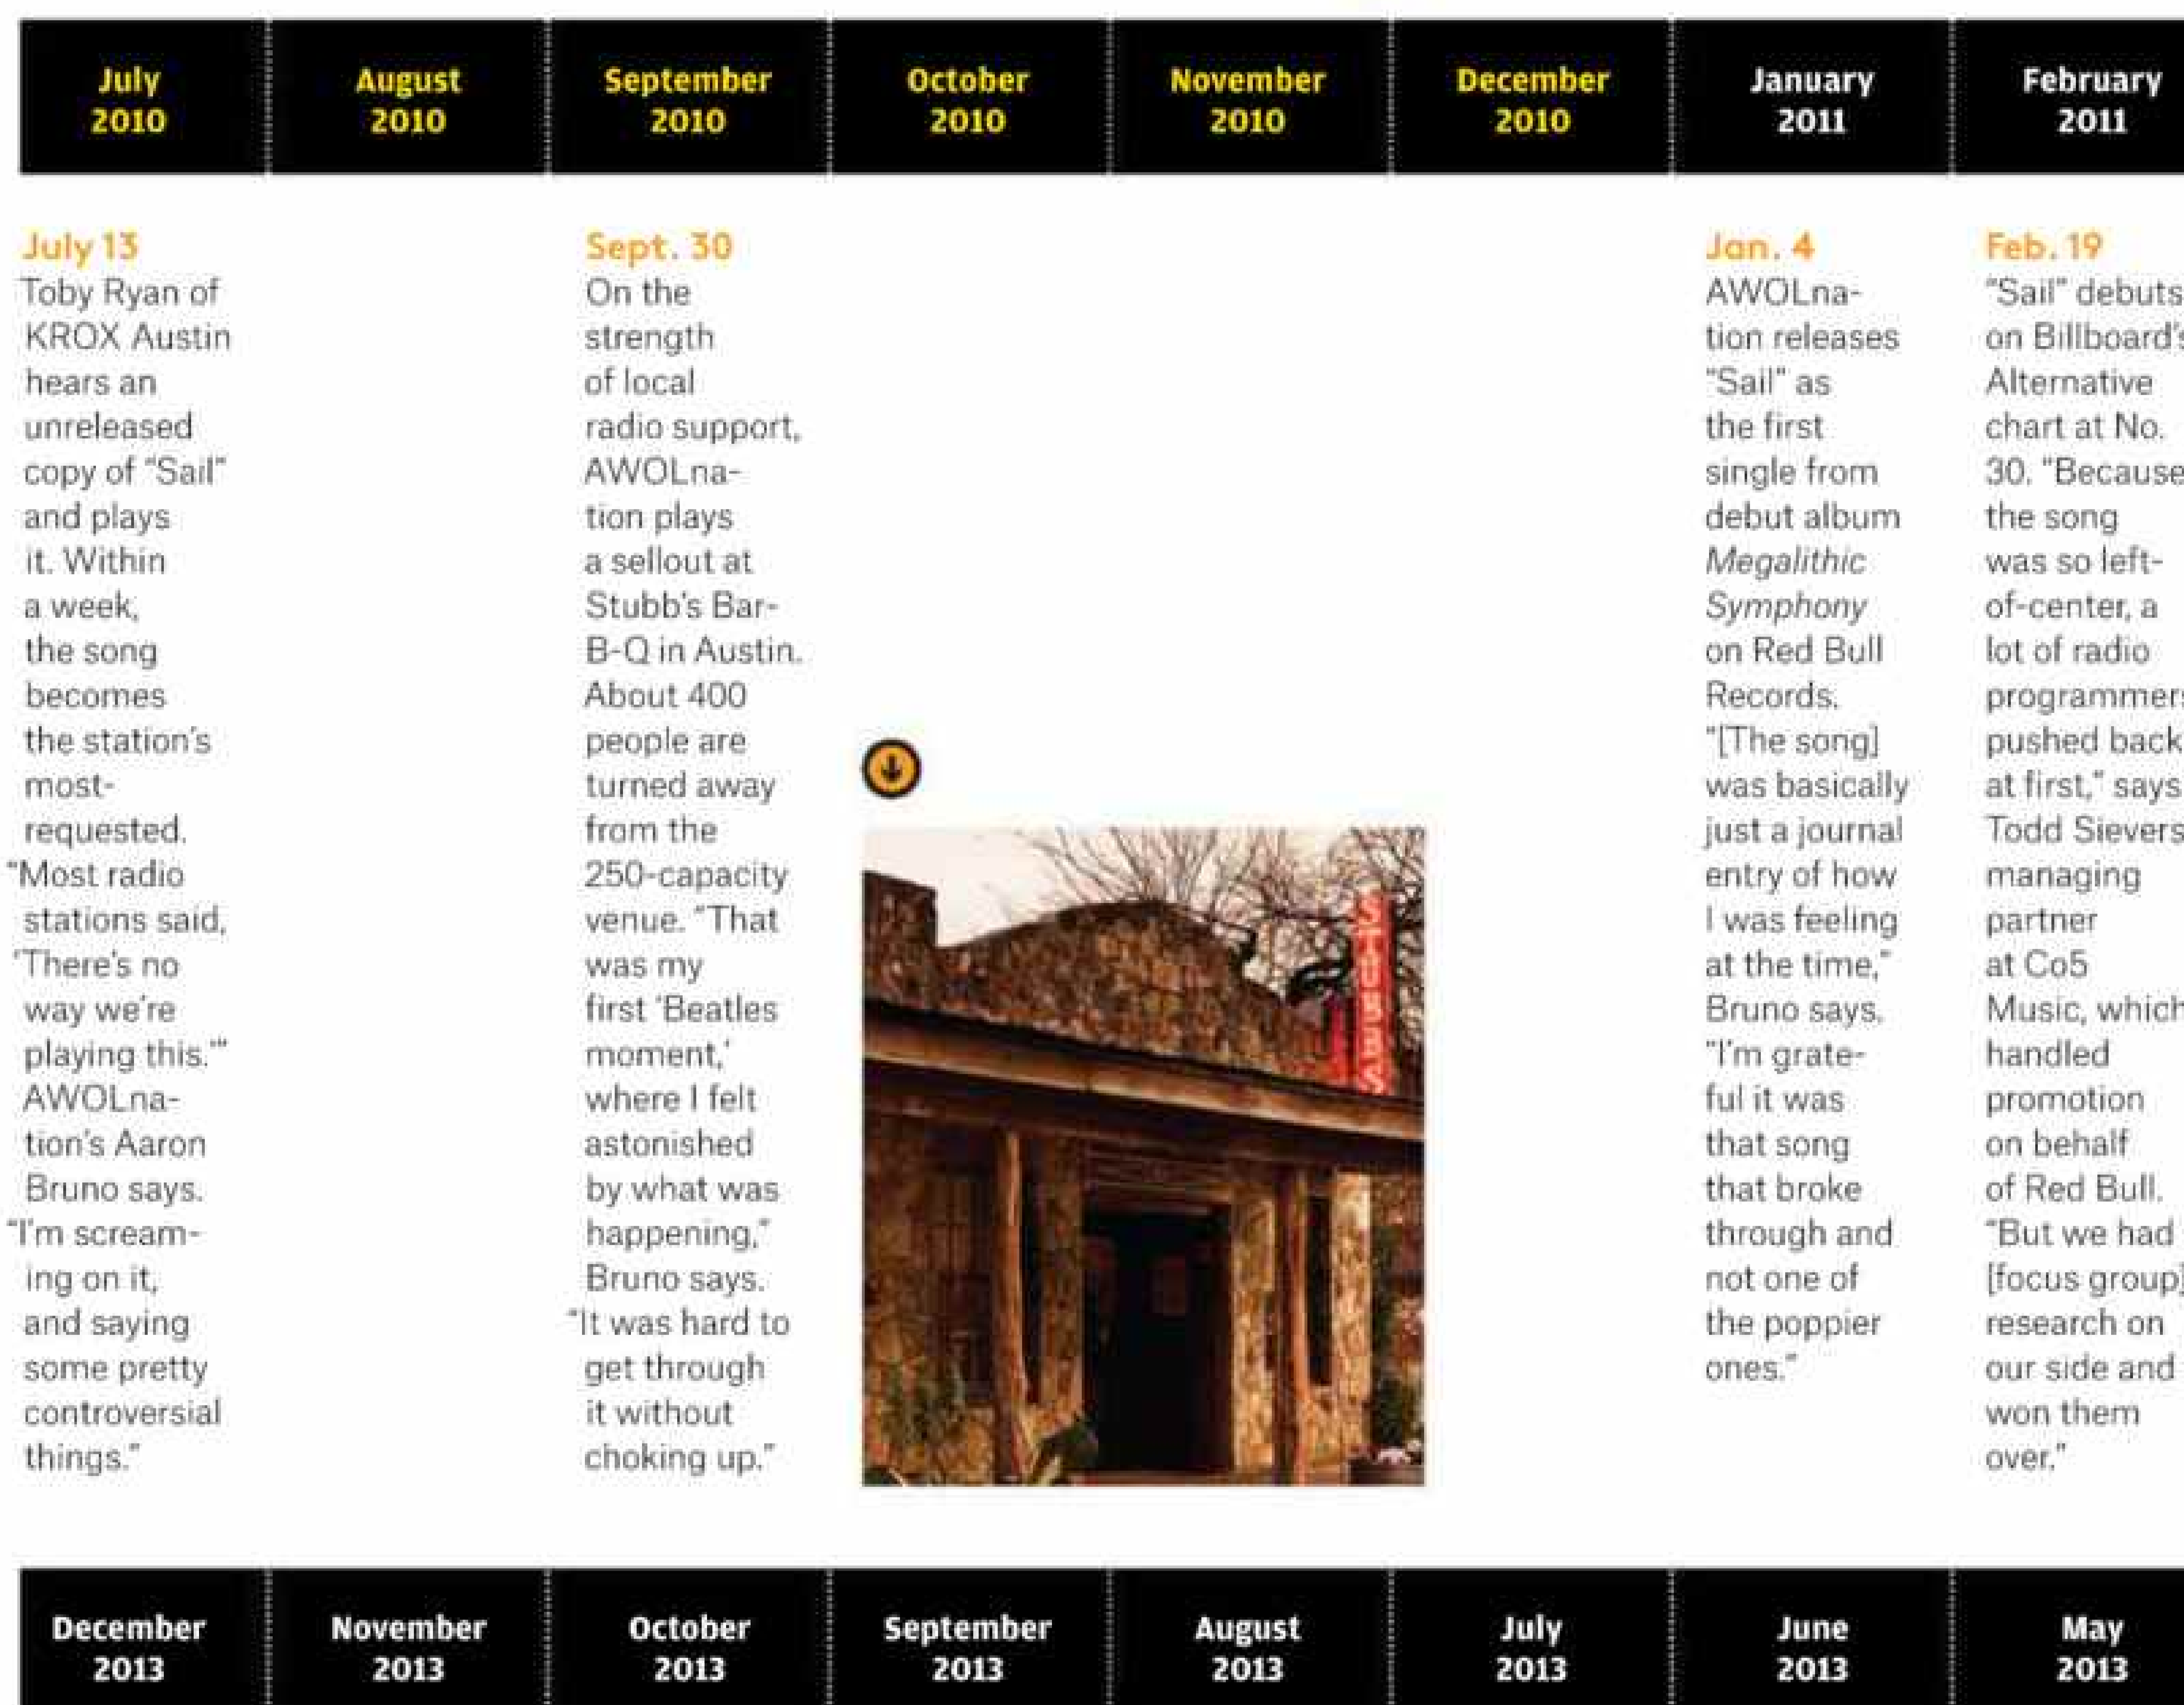 July
2010
August
2010
September
2010
October
2010
November
2010
December
2010
January
2011
February
2011
July 13
Toby Ryan of
KROX Austin
hears an
unreleased
copy of “Sail”
and plays
it. Within
a week,
the song
becomes
the station’s
most-
requested.
“Most radio
stations said,
‘There’s no
way we’re
playing this.’”
AWOLna-
tion’s Aaron
Bruno says.
“I’m scream-
ing on it,
and saying
some pretty
controversial
things.”
Sept. 30
On the
strength
of local
radio support,
AWOLna-
tion plays
a sellout at
Stubb’s Bar-
B-Q in Austin.
About 400
people are
turned away
from the
250-capacity
venue. “That
was my
first ‘Beatles
moment,’
where I felt
astonished
by what was
happening,”
Bruno says.
“It was hard to
get through
it without
choking up.”
Jan. 4
AWOLna-
tion releases
“Sail” as
the first
single from
debut album
Megalithic
Symphony
on Red Bull
Records.
“[The song]
was basically
just a journal
entry of how
I was feeling
at the time,”
Bruno says.
“I’m grate-
ful it was
that song
that broke
through and
not one of
the poppier
ones.”
Feb. 19
“Sail” debuts
on Billboard’s
Alternative
chart at No.
30. “Because
the song
was so left-
of-center, a
lot of radio
programmers
pushed back
at first,” says
Todd Sievers
managing
partner
at Co5
Music, which
handled
promotion
on behalf
of Red Bull.
“But we had
[focus group]
research on
our side and
won them
over.”
December
2013
November
2013
October
2013
September
2013
August
2013
July
2013
June
2013
May
2013